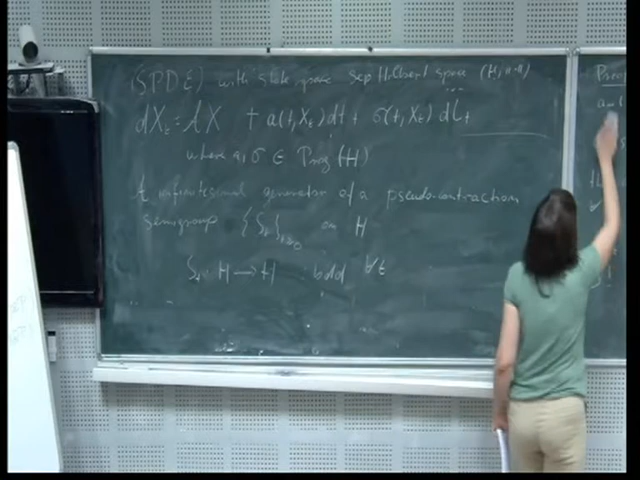 (SPDE) with state space sep Hilbert space (H, ||·||)
dX_t = AX + a(t, X_t)dt + σ(t, X_t) dL_t
where a, σ ∈ Prog (H)
A infinitesimal generator of a pseudo-contraction
semigroup {S_t}_{t≥0} on H
S_t: H → H bdd ∀t